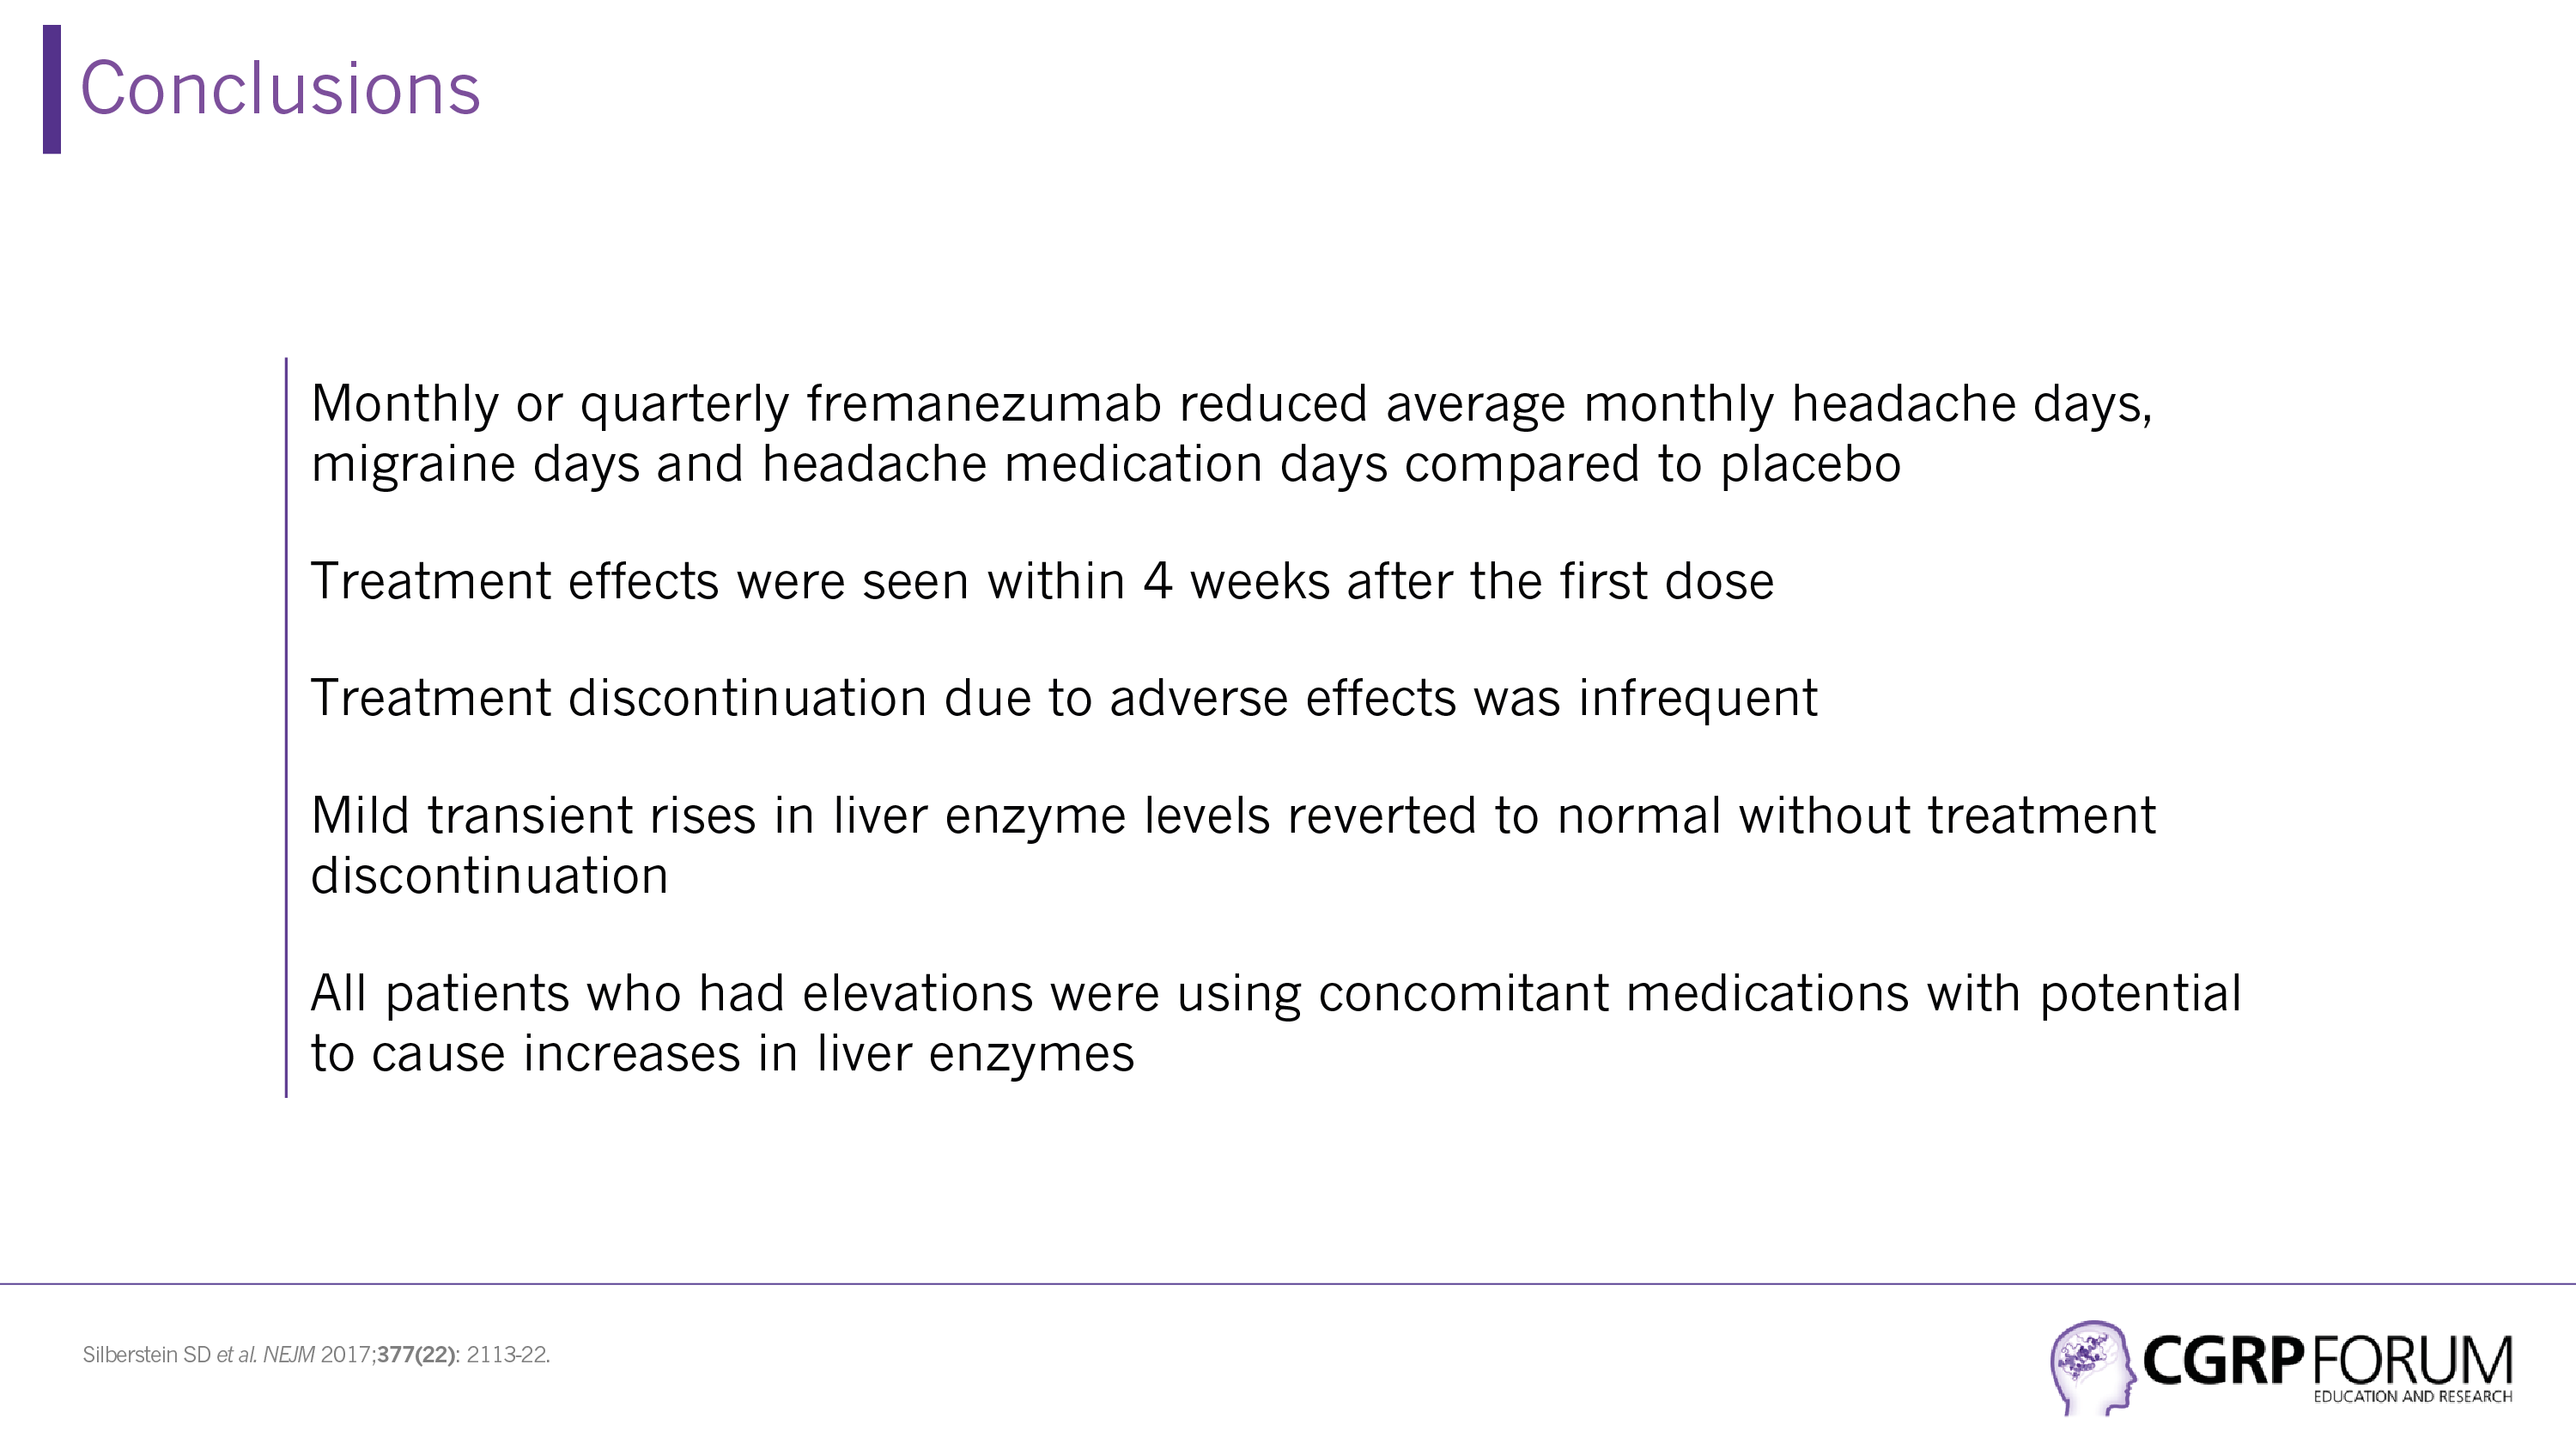 Conclusions
Monthly or quarterly fremanezumab reduced average monthly headache days,
migraine days and headache medication days compared to placebo
Treatment effects were seen within 4 weeks after the first dose
Treatment discontinuation due to adverse effects was infrequent
Mild transient rises in liver enzyme levels reverted to normal without treatment
discontinuation
All patients who had elevations were using concomitant medications with potential
to cause increases in liver enzymes
Silberstein SD et al. NEJM 2017;377(22): 2113-22.
CGRP FORUM
EDUCATION AND RESEARCH